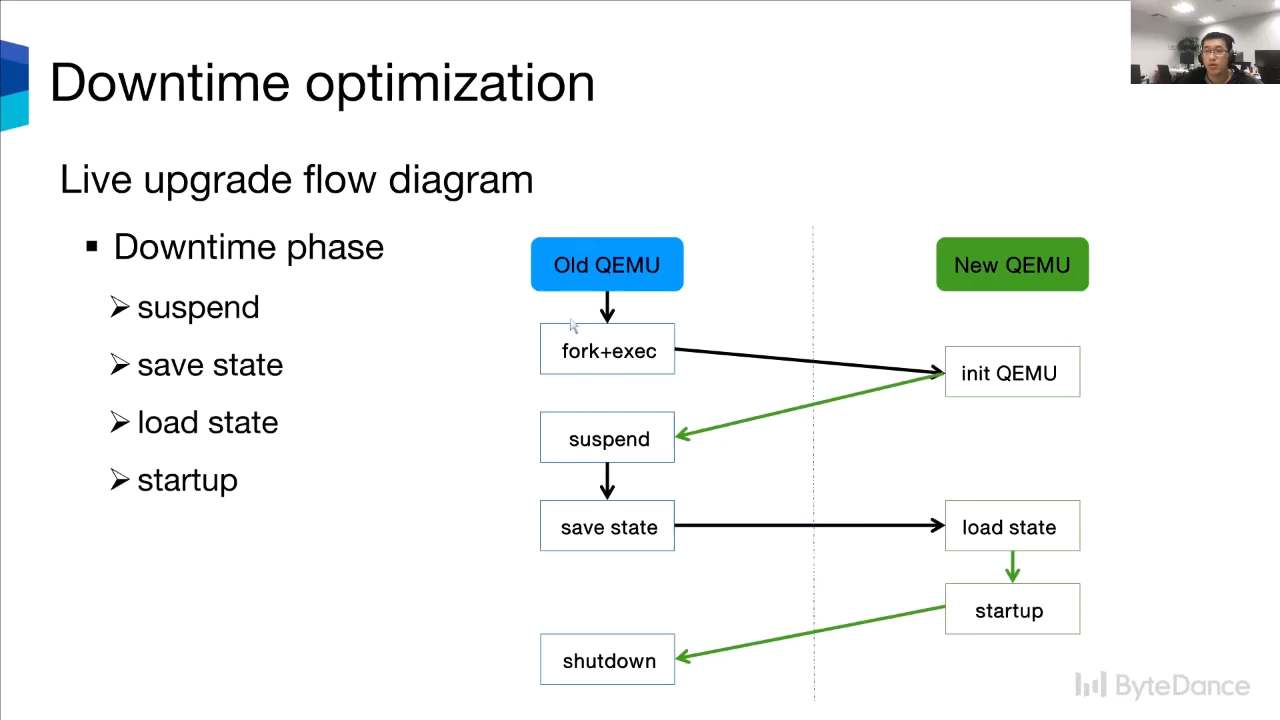 Downtime optimization
Live upgrade flow diagram
Downtime phase
suspend
save state
load state
startup
Old QEMU
New QEMU
fork+exec
init QEMU
suspend
save state
load state
startup
shutdown
ByteDance